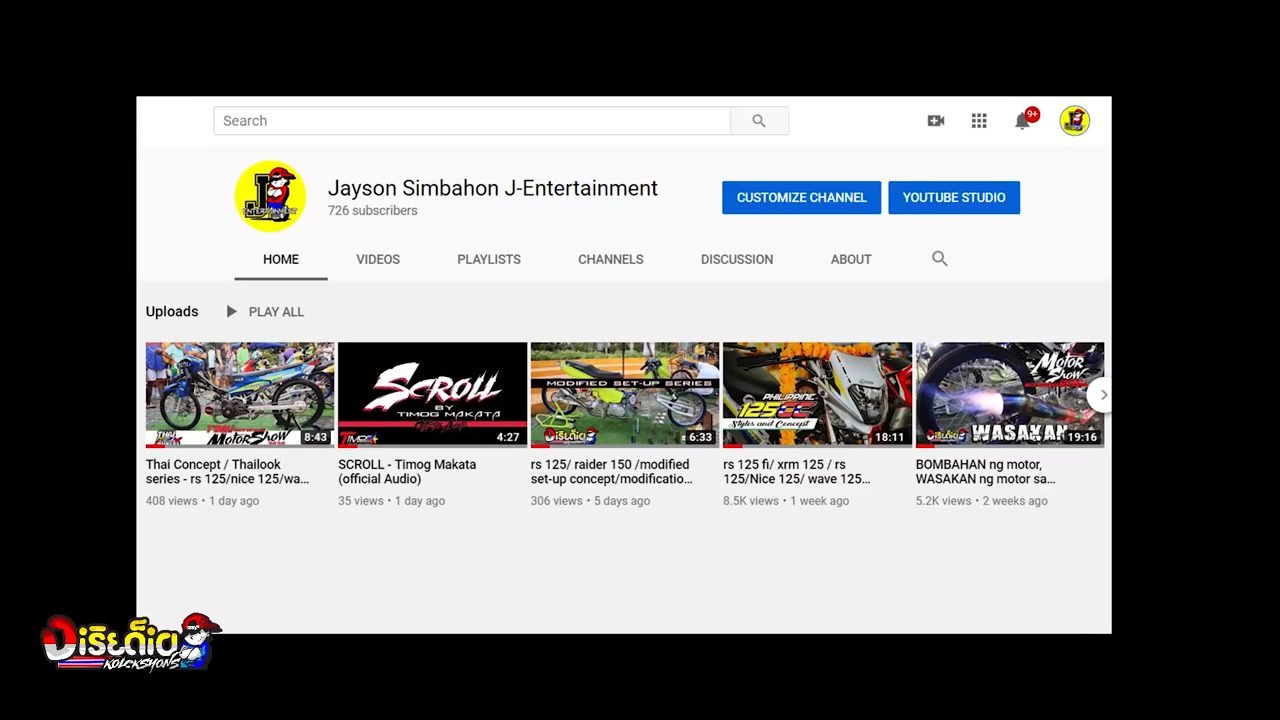 Search
9+
Jayson Simbahon J-Entertainment
726 subscribers
CUSTOMIZE CHANNEL
YOUTUBE STUDIO
HOME
VIDEOS
PLAYLISTS
CHANNELS
DISCUSSION
ABOUT
Uploads
PLAY ALL
MotorShow
8:43
SCROLL
BY
TIMOG MAKATA
4:27
MODIFIED SET-UP SERIES
6:33
PHILIPPINE
125CC
Styles and Concept
18:11
Motor Show
WASAKAN
19:16
Thai Concept / Thailook
series - rs 125/nice 125/wa...
408 views • 1 day ago
SCROLL - Timog Makata
(official Audio)
35 views • 1 day ago
rs 125/ raider 150 /modified
set-up concept/modificatio...
306 views • 5 days ago
rs 125 fi/ xrm 125 / rs
125/Nice 125/ wave 125...
8.5K views • 1 week ago
BOMBAHAN ng motor,
WASAKAN ng motor sa...
5.2K views • 2 weeks ago
KOLEKSYONS